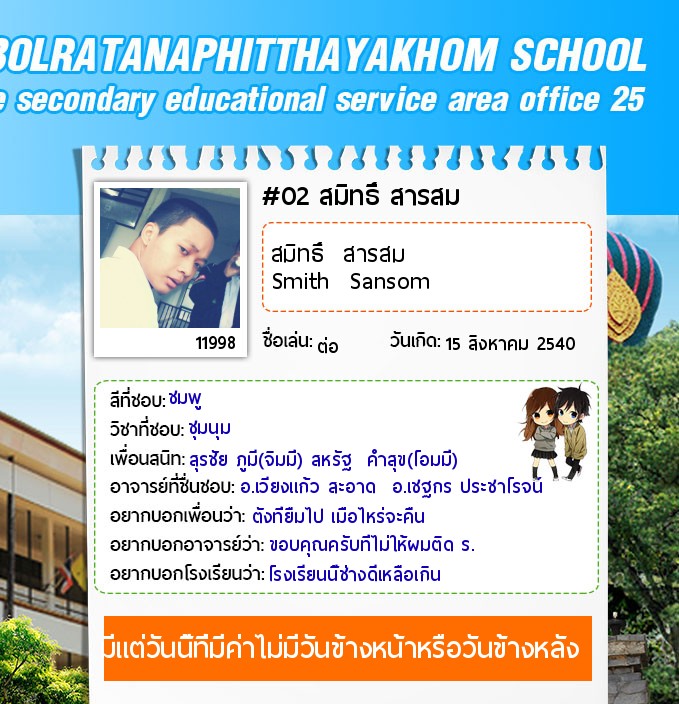 BOLRATANAPHITTHAYAKHOM SCHOOL
e secondary educational service area office 25
#02 สมิทธื สารสม
สมิทธื สารสม
Smith Sansom
11998
ชื่อเล่น: ต่อ วันเกิด: 15 สิงหาคม 2540
สีที่ชอบ: ชมพู
วิชาที่ชอบ: ชุมนุม
เพื่อนสนิท: สุรชัย ภูมี(จิมมี) สหรัฐ คำสุข(โอมมี)
อาจารย์ที่ชื่นชอบ: อ.เวียงแก้ว ละอาด อ.เชฐกร ประชาโรจน์
อยากบอกเพื่อนว่า: ตังที่ยืมไป เมื่อไหร่จะคืน
อยากบอกอาจารย์ว่า: ขอบคุณครับที่ไม่ให้ผมติด ร.
อยากบอกโรงเรียนว่า: โรงเรียนนี้ช่างดีเหลือเกิน
มีแต่วันนี้ที่มีค่าไม่มีวันข้างหน้าหรือวันข้างหลัง